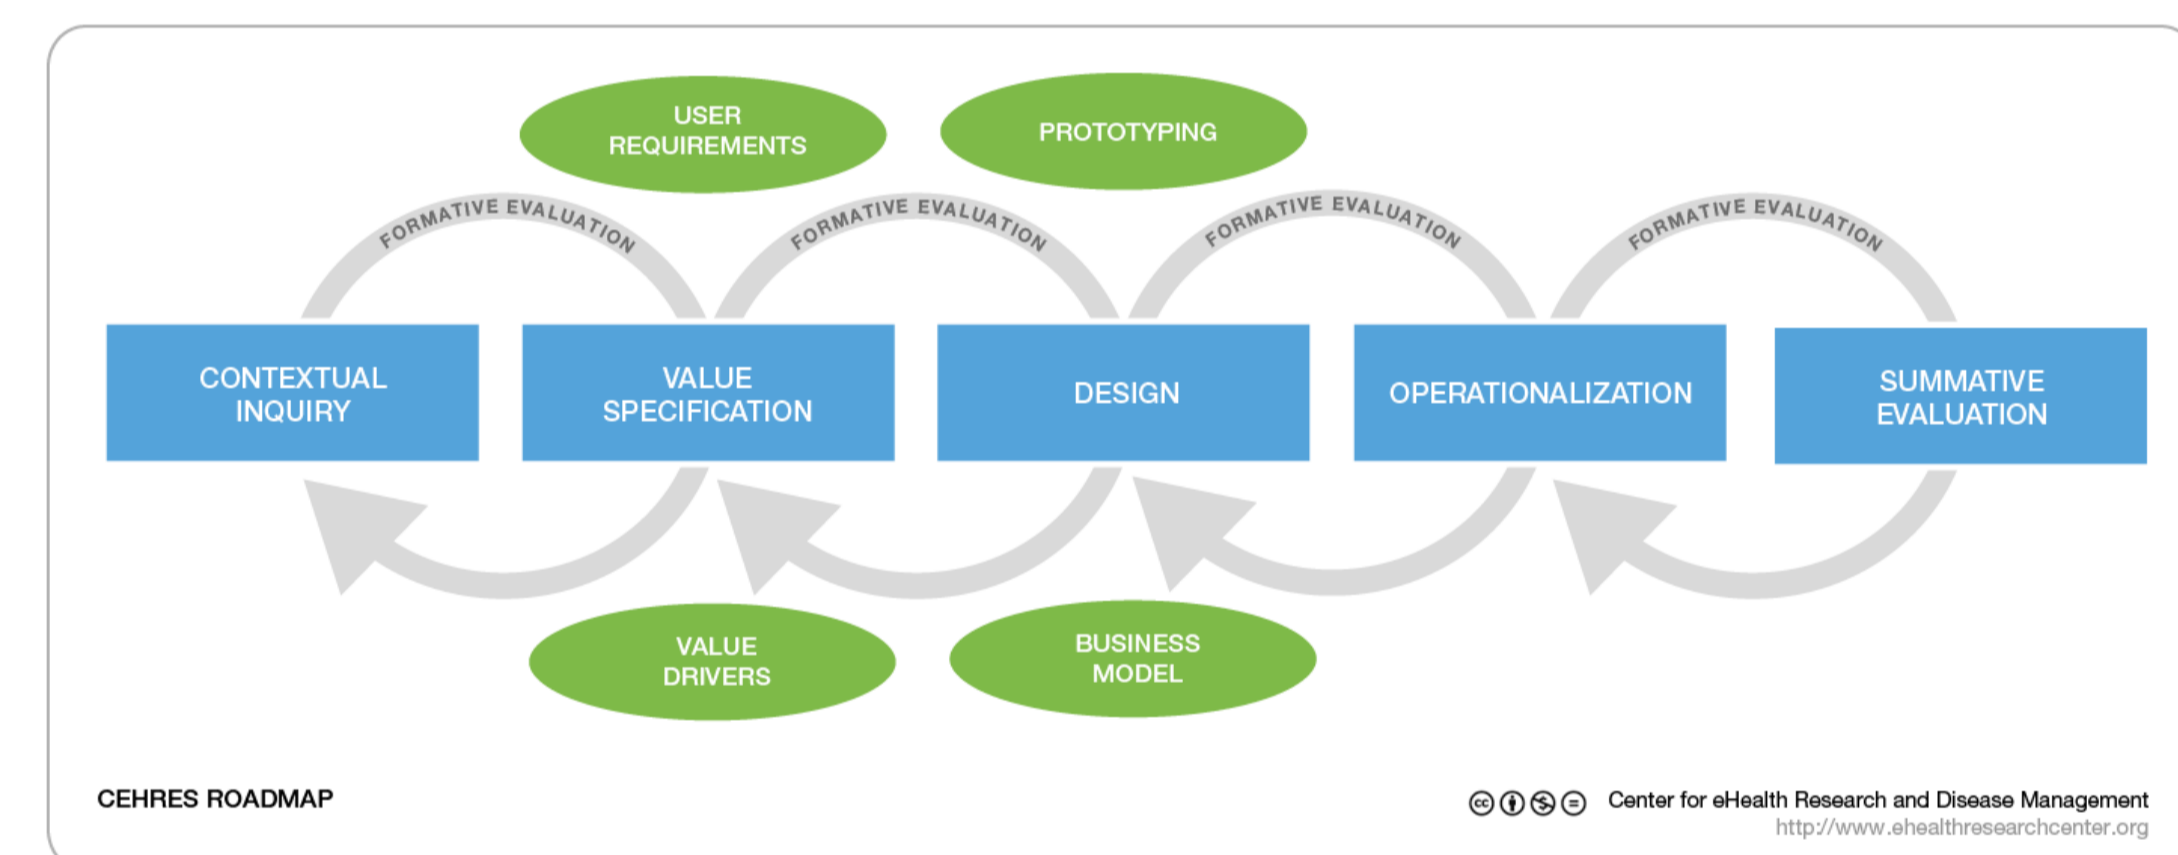 USER
REQUIREMENTS
PROTOTYPING
FORMATIVE EVALUATION
FORMATIVE EVALUATION
FORMATIVE EVALUATION
FORMATIVE EVALUATION
CONTEXTUAL
INQUIRY
VALUE
SPECIFICATION
DESIGN
OPERATIONALIZATION
SUMMATIVE
EVALUATION
VALUE
DRIVERS
BUSINESS
MODEL
CEHRES ROADMAP
Center for eHealth Research and Disease Management
http://www.ehealthresearchcenter.org